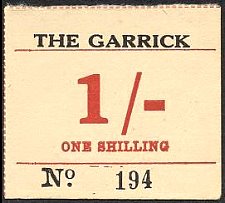 THE GARRICK
1/-
ONE SHILLING
Nº 194